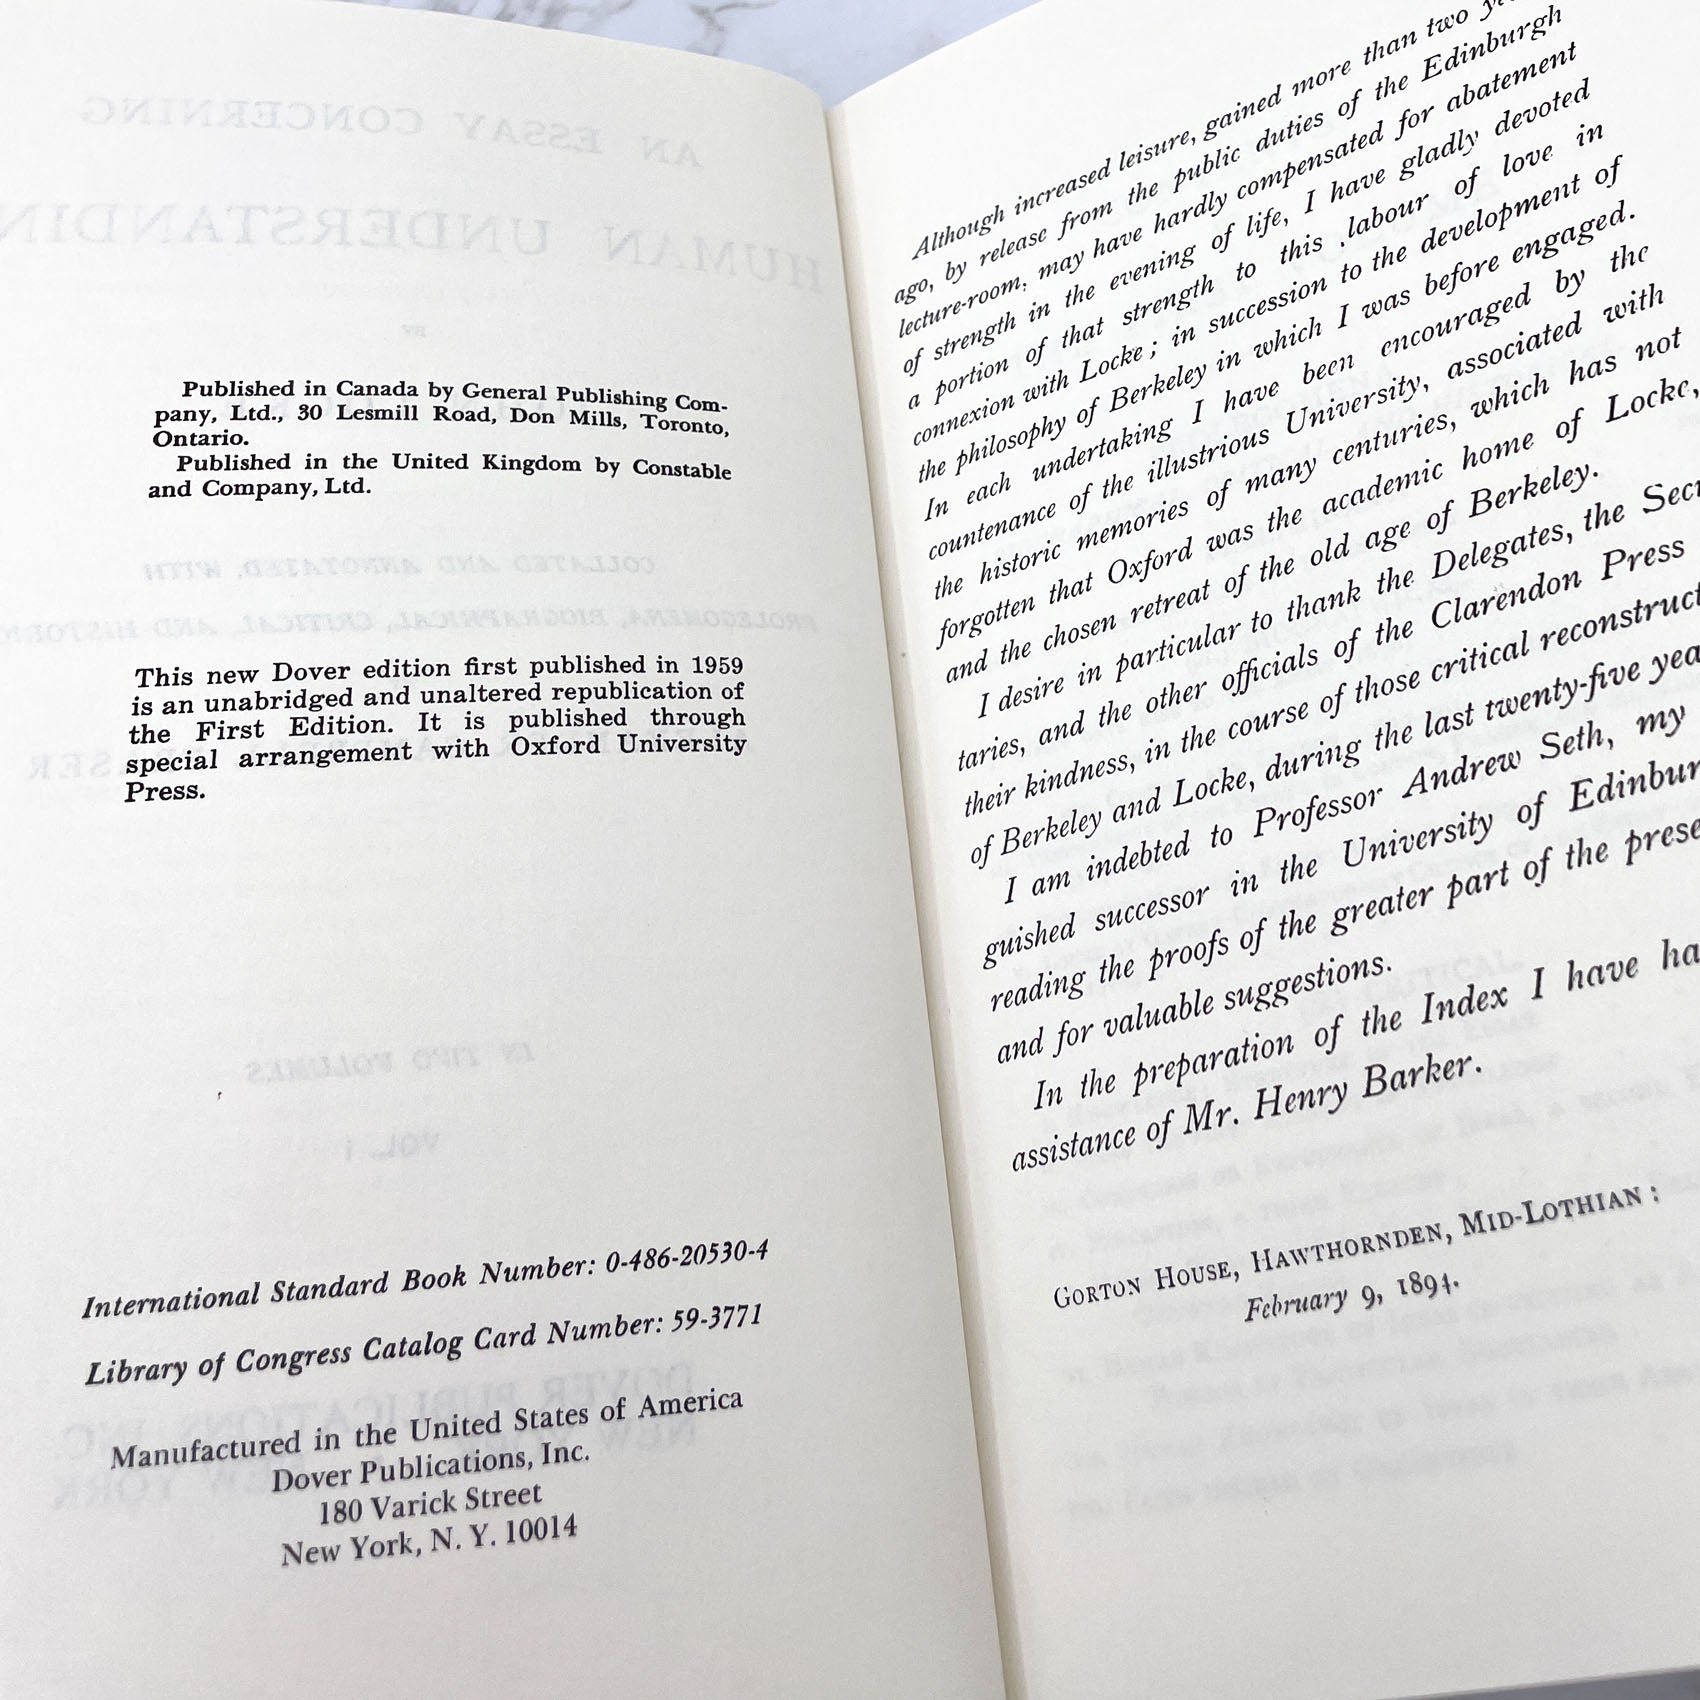 Published in Canada by General Publishing Com-
pany, Ltd., 30 Lesmill Road, Don Mills, Toronto,
Ontario.
Published in the United Kingdom by Constable
and Company, Ltd.
This new Dover edition first published in 1959
is an unabridged and unaltered republication of
the First Edition. It is published through
special arrangement with Oxford University
Press.
International Standard Book Number: 0-486-20530-4
Library of Congress Catalog Card Number: 59-3771
Manufactured in the United States of America
Dover Publications, Inc.
180 Varick Street
New York, N. Y. 10014
Although increased leisure, gained more than two
ago, by release from the public duties of the Edinburgh
lecture-room, may have hardly compensated for abatement
of strength in the evening of life, I have gladly devoted
a portion of that strength to this labour of love in
connexion with Locke; in succession to the development of
the philosophy of Berkeley in which I was before engaged.
In each undertaking I have been encouraged by the
countenance of the illustrious University, associated with
the historic memories of many centuries, which has not
forgotten that Oxford was the academic home of Locke,
and the chosen retreat of the old age of Berkeley.
I desire in particular to thank the Delegates, the Secr
taries, and the other officials of the Clarendon Press
their kindness, in the course of those critical reconstruct
of Berkeley and Locke, during the last twenty-five yea
I am indebted to Professor Andrew Seth, my
guished successor in the University of Edinbur
reading the proofs of the greater part of the prese
and for valuable suggestions.
In the preparation of the Index I have ha
assistance of Mr. Henry Barker.
GORTON HOUSE, HAWTHORNDEN, MID-LOTHIAN:
February 9, 1894.